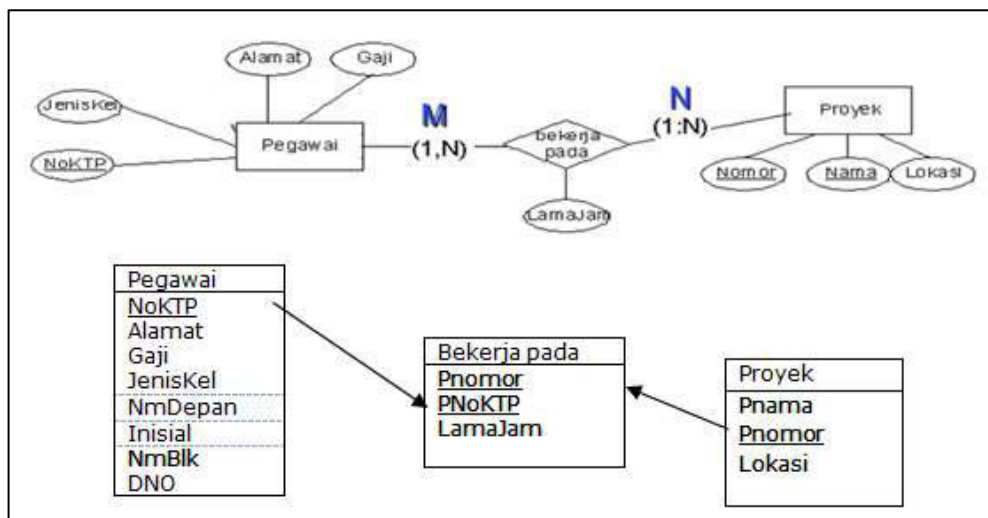 Alamat
Gaji
JenisKel
NoKTP
Pegawai
M
(1,N)
bekerja
pada
LamaJam
N
(1:N)
Proyek
Nomor
Nama
Lokasi
Pegawai
NoKTP
Alamat
Gaji
JenisKel
NmDepan
Inisial
NmBlk
DNO
Bekerja pada
Pnomor
PNoKTP
LamaJam
Proyek
Pnama
Pnomor
Lokasi